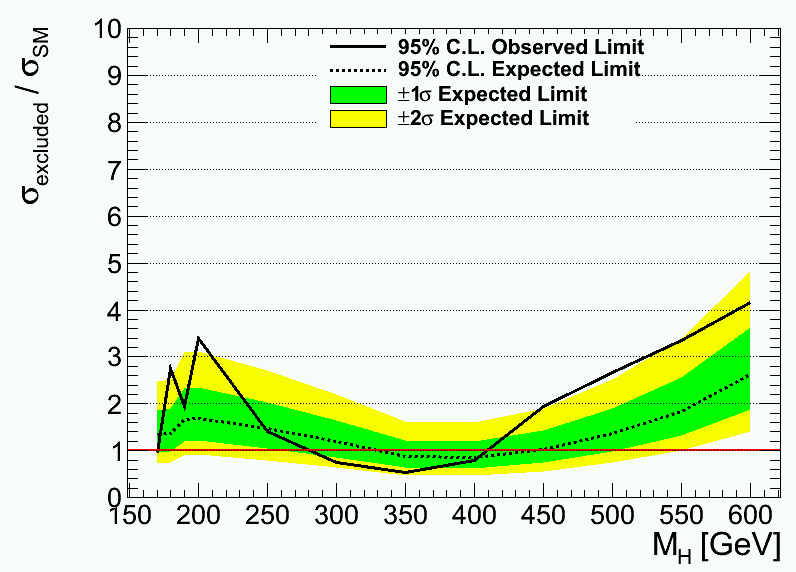 σexcluded / σSM
10
9
8
7
6
5
4
3
2
1
0
95% C.L. Observed Limit
95% C.L. Expected Limit
±1σ Expected Limit
±2σ Expected Limit
150 200 250 300 350 400 450 500 550 600
MH [GeV]